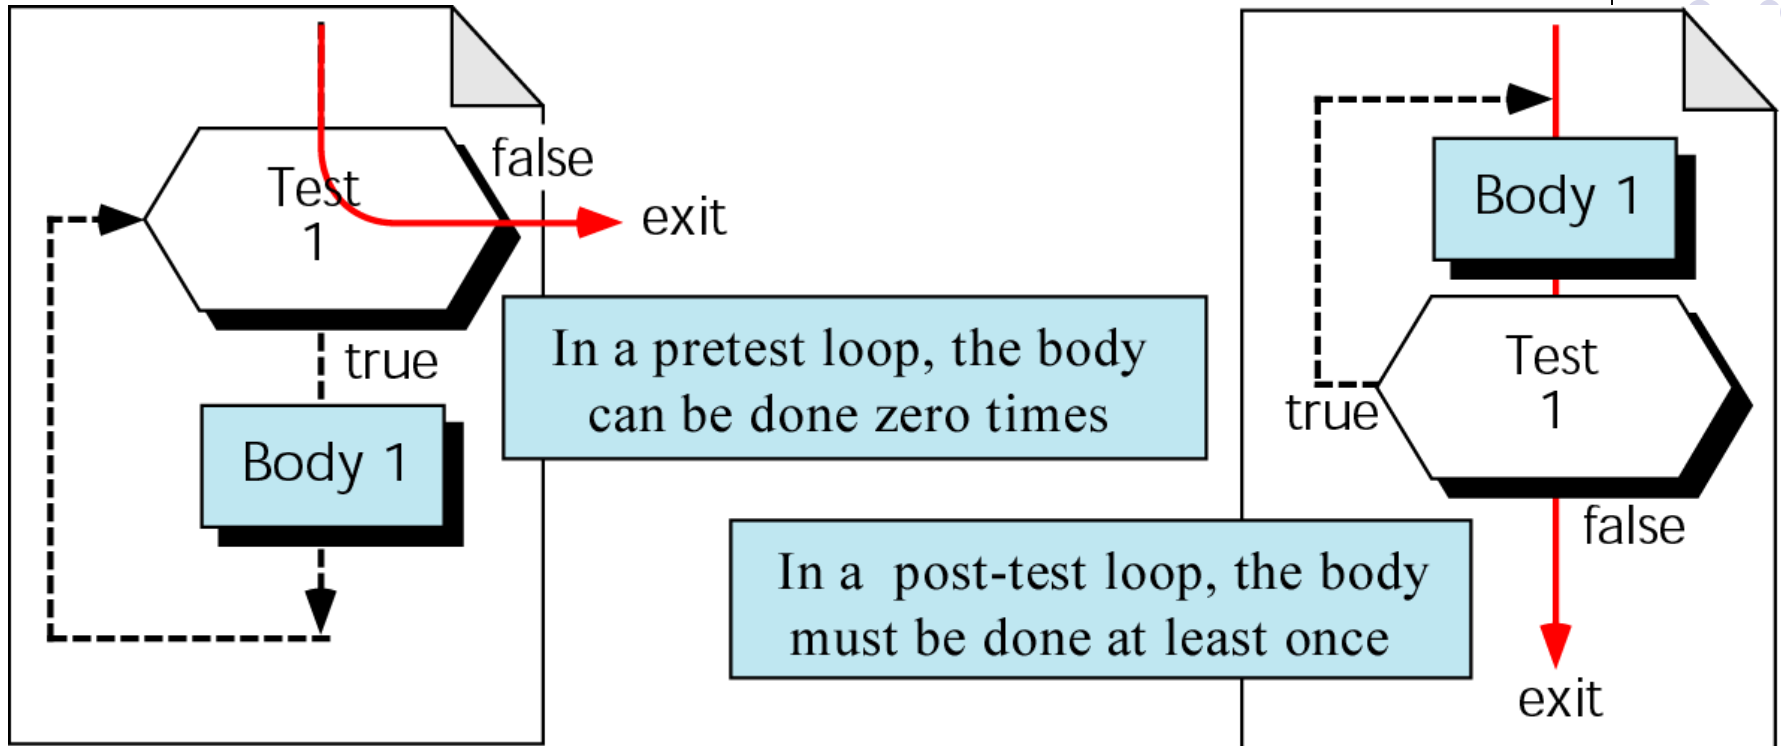 false
Test
1
exit
true
Body 1
In a pretest loop, the body
can be done zero times
In a post-test loop, the body
must be done at least once
Body 1
Test
1
true
false
exit